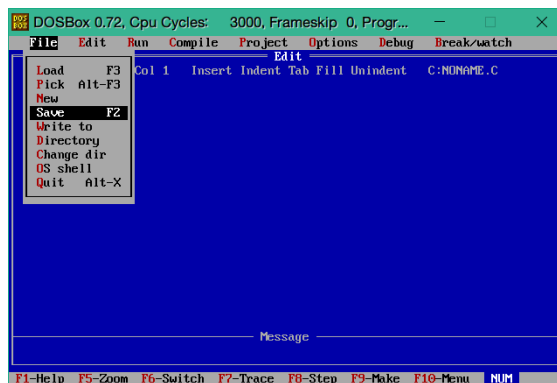 DOSBox 0.72, Cpu Cycles: 3000, Frameskip 0, Progr...
File Edit Run Compile Project Options Debug Break/watch
Edit
Col 1 Insert Indent Tab Fill Unindent C:NONAME.C
Load F3
Pick Alt-F3
New
Save F2
Write to
Directory
Change dir
OS shell
Quit Alt-X
Message
F1-Help F5-Zoom F6-Switch F7-Trace F8-Step F9-Make F10-Menu NUM